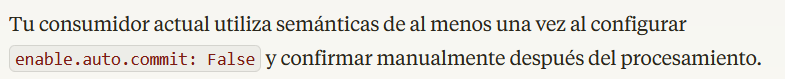 Tu consumidor actual utiliza semánticas de al menos una vez al configurar
enable.auto.commit: False y confirmar manualmente después del procesamiento.